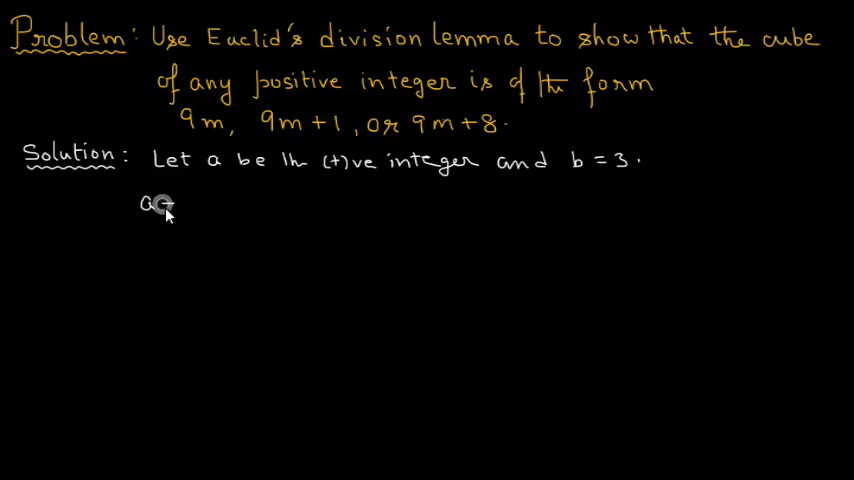 Problem: Use Euclid's division lemma to show that the cube
of any positive integer is of the form
9m, 9m+1, or 9m+8.
Solution: Let a be the (+)ve integer and b = 3.
a =